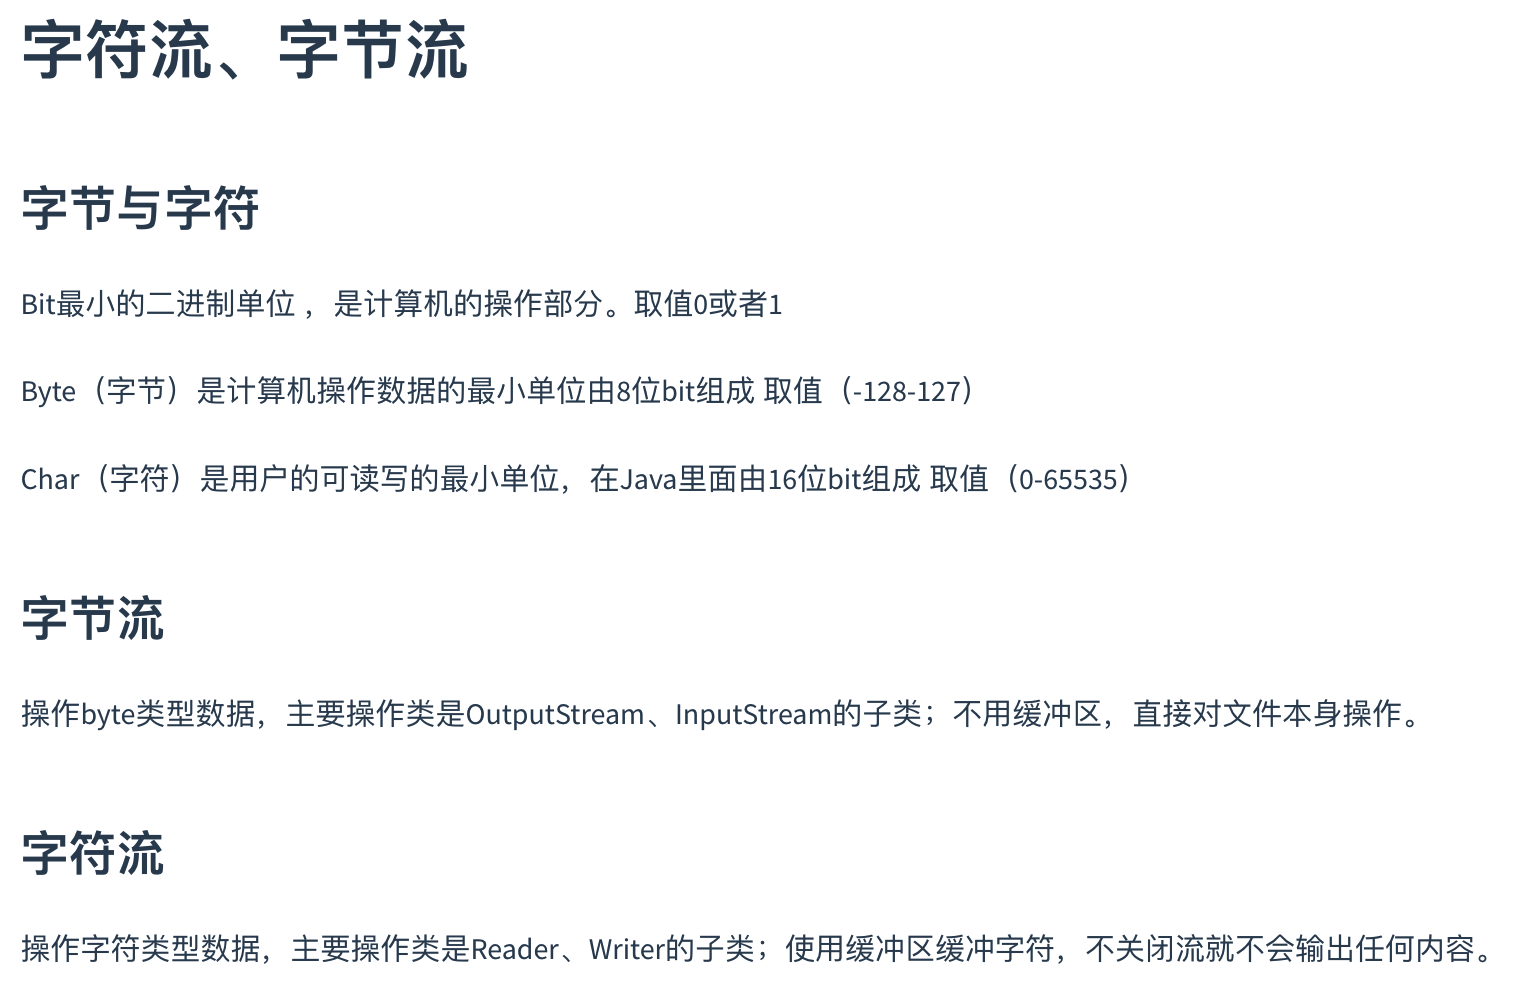 字符流、字节流
字节与字符
Bit最小的二进制单位 ，是计算机的操作部分。取值0或者1
Byte（字节）是计算机操作数据的最小单位由8位bit组成 取值（-128-127）
Char（字符）是用户的可读写的最小单位，在Java里面由16位bit组成 取值（0-65535）
字节流
操作byte类型数据，主要操作类是OutputStream、InputStream的子类；不用缓冲区，直接对文件本身操作。
字符流
操作字符类型数据，主要操作类是Reader、Writer的子类；使用缓冲区缓冲字符，不关闭流就不会输出任何内容。